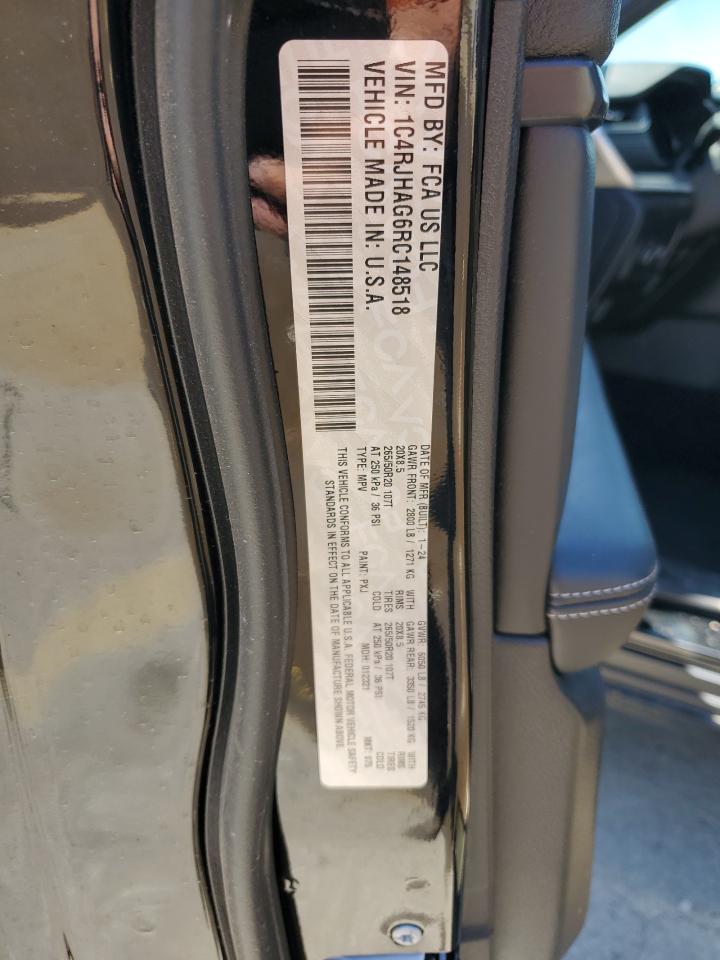 MFD BY: FCA US LLC
VIN: 1C4RJHAG6RC148518
VEHICLE MADE IN: U.S.A.
DATE OF MFR (BUILT): 1-24 GVWR: 6050 LB / 2745 KG
GAWR FRONT: 2800 LB / 1271 KG WITH GAWR REAR: 3350 LB / 1520 KG WITH
20X8.5 RIMS 20X8.5 RIMS
265/50R20 107T TIRES 265/50R20 107T TIRES
AT 250 kPa / 36 PSI COLD AT 250 kPa / 36 PSI COLD
TYPE: MPV PAINT: PXJ MDH: 012321 MKT: 975
THIS VEHICLE CONFORMS TO ALL APPLICABLE U.S.A. FEDERAL MOTOR VEHICLE SAFETY
STANDARDS IN EFFECT ON THE DATE OF MANUFACTURE SHOWN ABOVE.